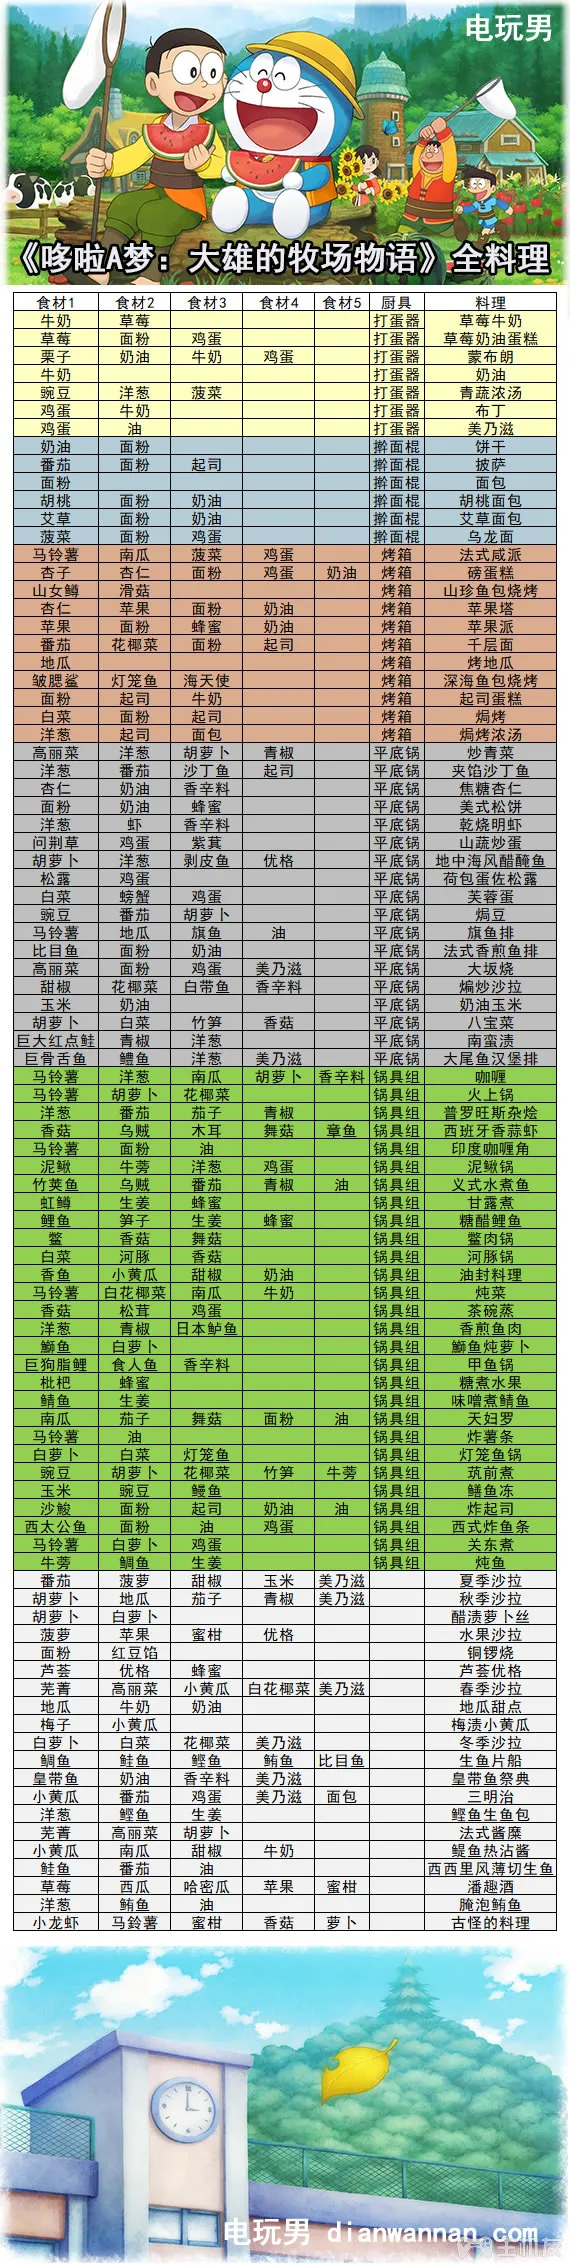 电玩男
《哆啦A梦：大雄的牧场物语》全料理
食材1 食材2 食材3 食材4 食材5 厨具 料理
牛奶 草莓 打蛋器 草莓牛奶
草莓 面粉 鸡蛋 打蛋器 草莓奶油蛋糕
栗子 奶油 牛奶 鸡蛋 打蛋器 蒙布朗
牛奶 打蛋器 奶油
豌豆 洋葱 菠菜 打蛋器 青蔬浓汤
鸡蛋 牛奶 打蛋器 布丁
鸡蛋 油 打蛋器 美乃滋
奶油 面粉 擀面棍 饼干
番茄 面粉 起司 擀面棍 披萨
面粉 擀面棍 面包
胡桃 面粉 奶油 擀面棍 胡桃面包
艾草 面粉 奶油 擀面棍 艾草面包
菠菜 面粉 鸡蛋 擀面棍 乌龙面
马铃薯 南瓜 菠菜 鸡蛋 烤箱 法式咸派
杏子 杏仁 面粉 鸡蛋 奶油 烤箱 磅蛋糕
山女鳟 滑菇 烤箱 山珍鱼包烧烤
杏仁 苹果 面粉 奶油 烤箱 苹果塔
苹果 面粉 蜂蜜 奶油 烤箱 苹果派
番茄 花椰菜 面粉 起司 烤箱 千层面
地瓜 烤箱 烤地瓜
皱腮鲨 灯笼鱼 海天使 烤箱 深海鱼包烧烤
面粉 起司 牛奶 烤箱 起司蛋糕
白菜 面粉 起司 烤箱 焗烤
洋葱 起司 面包 烤箱 焗烤浓汤
高丽菜 洋葱 胡萝卜 青椒 平底锅 炒青菜
洋葱 番茄 沙丁鱼 起司 平底锅 夹馅沙丁鱼
杏仁 奶油 香辛料 平底锅 焦糖杏仁
面粉 奶油 蜂蜜 平底锅 美式松饼
洋葱 虾 香辛料 平底锅 乾烧明虾
问荆草 鸡蛋 紫萁 平底锅 山蔬炒蛋
胡萝卜 洋葱 剥皮鱼 优格 平底锅 地中海风醋腌鱼
松露 鸡蛋 平底锅 荷包蛋佐松露
白菜 螃蟹 鸡蛋 平底锅 芙蓉蛋
豌豆 番茄 胡萝卜 平底锅 焗豆
马铃薯 地瓜 旗鱼 油 平底锅 旗鱼排
比目鱼 面粉 奶油 平底锅 法式香煎鱼排
高丽菜 面粉 鸡蛋 美乃滋 平底锅 大坂烧
甜椒 花椰菜 白带鱼 香辛料 平底锅 煸炒沙拉
玉米 奶油 平底锅 奶油玉米
胡萝卜 白菜 竹笋 香菇 平底锅 八宝菜
巨大红点鲑 青椒 洋葱 平底锅 南蛮渍
巨骨舌鱼 鳢鱼 洋葱 美乃滋 平底锅 大尾鱼汉堡排
马铃薯 洋葱 南瓜 胡萝卜 香辛料 锅具组 咖喱
马铃薯 胡萝卜 花椰菜 锅具组 火上锅
洋葱 番茄 茄子 青椒 锅具组 普罗旺斯杂烩
香菇 乌贼 木耳 舞菇 章鱼 锅具组 西班牙香蒜虾
马铃薯 面粉 油 锅具组 印度咖喱角
泥鳅 牛蒡 洋葱 鸡蛋 锅具组 泥鳅锅
竹荚鱼 乌贼 番茄 青椒 油 锅具组 义式水煮鱼
虹鳟 生姜 蜂蜜 锅具组 甘露煮
鲤鱼 笋子 生姜 蜂蜜 锅具组 糖醋鲤鱼
鳖 香菇 舞菇 锅具组 鳖肉锅
白菜 河豚 香菇 锅具组 河豚锅
香鱼 小黄瓜 甜椒 奶油 锅具组 油封料理
马铃薯 白花椰菜 南瓜 牛奶 锅具组 炖菜
香菇 松茸 鸡蛋 锅具组 茶碗蒸
洋葱 青椒 日本鲈鱼 锅具组 香煎鱼肉
鰤鱼 白萝卜 锅具组 鰤鱼炖萝卜
巨狗脂鲤 食人鱼 香辛料 锅具组 甲鱼锅
枇杷 蜂蜜 锅具组 糖煮水果
鲭鱼 生姜 锅具组 味噌煮鲭鱼
南瓜 茄子 舞菇 面粉 油 锅具组 天妇罗
马铃薯 油 锅具组 炸薯条
白萝卜 白菜 灯笼鱼 锅具组 灯笼鱼锅
豌豆 胡萝卜 花椰菜 竹笋 牛蒡 锅具组 筑前煮
玉米 豌豆 鳗鱼 锅具组 鳝鱼冻
沙鮻 面粉 起司 奶油 油 锅具组 炸起司
西太公鱼 面粉 油 鸡蛋 锅具组 西式炸鱼条
马铃薯 白萝卜 鸡蛋 锅具组 关东煮
牛蒡 鲷鱼 生姜 锅具组 炖鱼
番茄 菠萝 甜椒 玉米 美乃滋 夏季沙拉
胡萝卜 地瓜 茄子 青椒 美乃滋 秋季沙拉
胡萝卜 白萝卜 醋渍萝卜丝
菠萝 苹果 蜜柑 优格 水果沙拉
面粉 红豆馅 铜锣烧
芦荟 优格 蜂蜜 芦荟优格
芜菁 高丽菜 小黄瓜 白花椰菜 美乃滋 春季沙拉
地瓜 牛奶 奶油 地瓜甜点
梅子 小黄瓜 梅渍小黄瓜
白萝卜 白菜 花椰菜 美乃滋 冬季沙拉
鲷鱼 鲑鱼 鲣鱼 鲔鱼 比目鱼 生鱼片船
皇带鱼 奶油 香辛料 美乃滋 皇带鱼祭典
小黄瓜 番茄 鸡蛋 美乃滋 面包 三明治
洋葱 鲣鱼 生姜 鲣鱼生鱼包
芜菁 高丽菜 胡萝卜 法式酱糜
小黄瓜 南瓜 甜椒 牛奶 鳀鱼热沾酱
鲑鱼 番茄 油 西西里风薄切生鱼
草莓 西瓜 哈密瓜 苹果 蜜柑 潘趣酒
洋葱 鲔鱼 油 腌泡鲔鱼
小龙虾 马鈴薯 蜜柑 香菇 萝卜 古怪的料理
电玩男 dianwannan.com